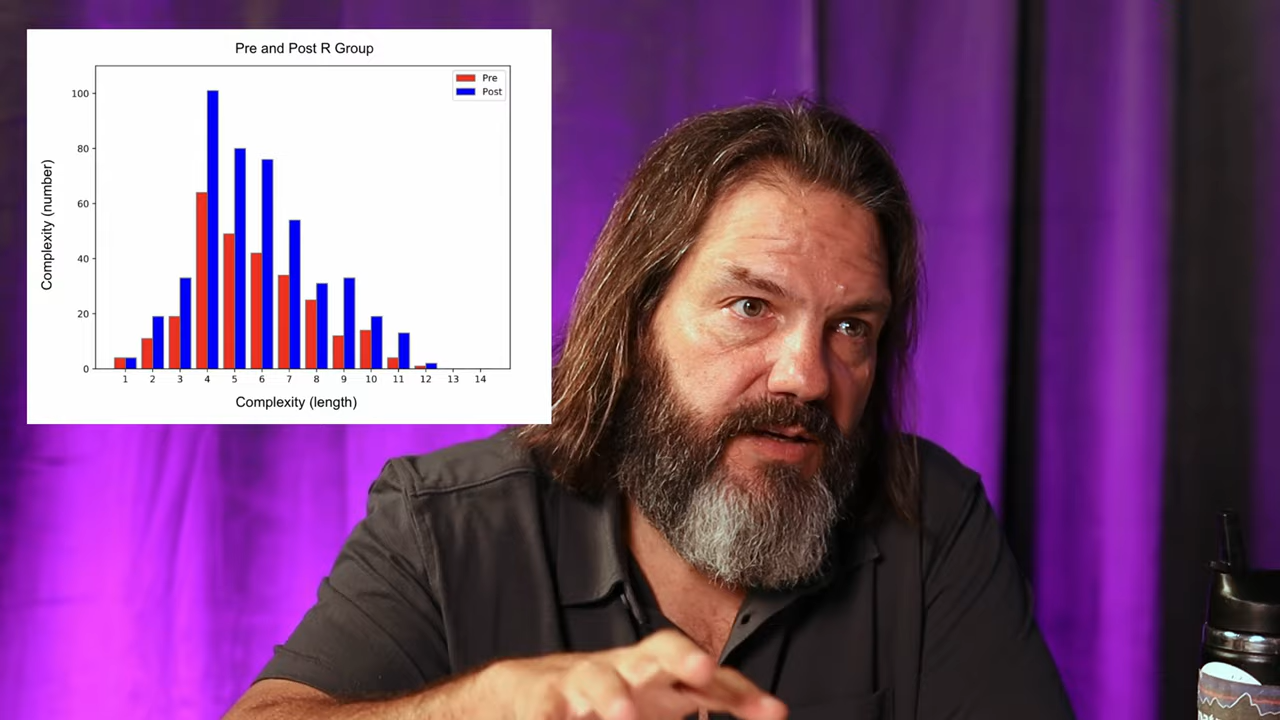 Pre and Post R Group
Pre
Post
Complexity (number)
100
80
60
40
20
0
1 2 3 4 5 6 7 8 9 10 11 12 13 14
Complexity (length)